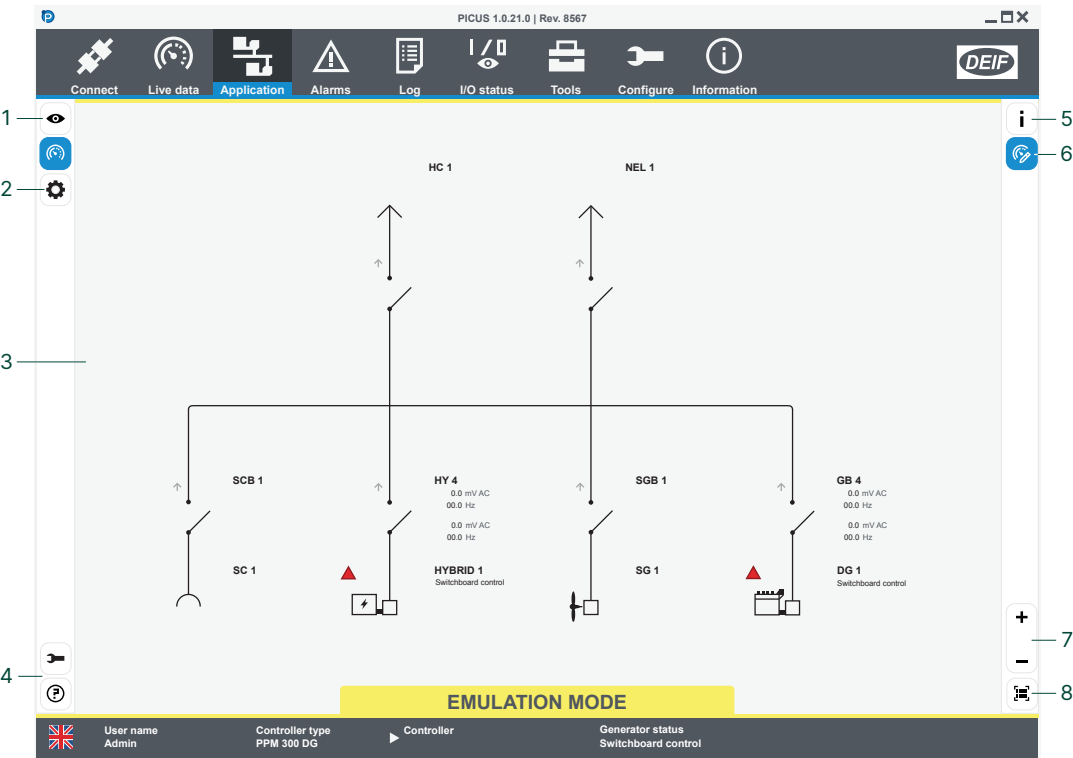 PICUS 1.0.21.0 | Rev. 8567
Connect
Live data
Application
Alarms
Log
I/O status
Tools
Configure
Information
DEIF
1
2
3
4
5
6
7
8
HC 1
NEL 1
SCB 1
HY 4
0.0 mV AC
00.0 Hz
0.0 mV AC
00.0 Hz
SGB 1
GB 4
0.0 mV AC
00.0 Hz
0.0 mV AC
00.0 Hz
SC 1
HYBRID 1
Switchboard control
SG 1
DG 1
Switchboard control
EMULATION MODE
User name
Admin
Controller type
PPM 300 DG
Controller
Generator status
Switchboard control